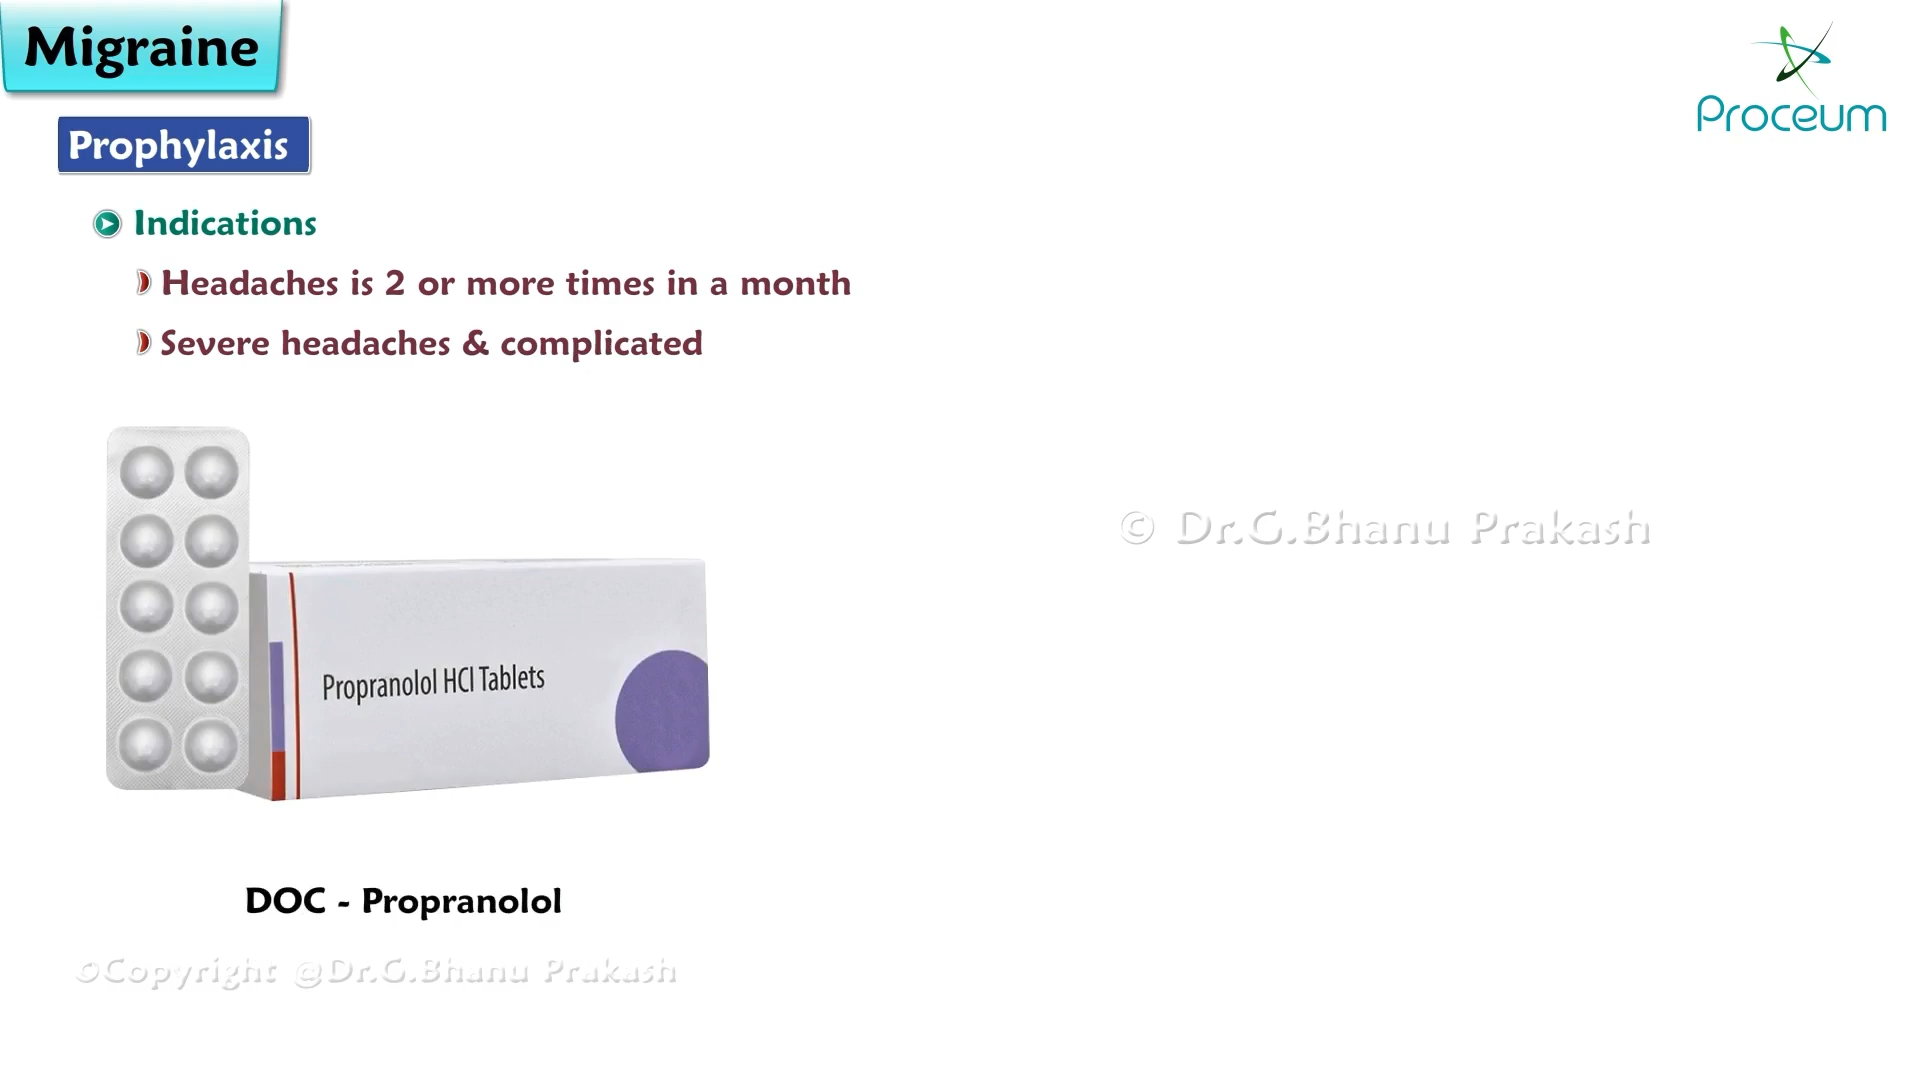 Migraine
Proceum
Prophylaxis
Indications
Headaches is 2 or more times in a month
Severe headaches & complicated
© Dr.G.Bhanu Prakash
Propranolol HCl Tablets
DOC - Propranolol
©Copyright @Dr.G.Bhanu Prakash